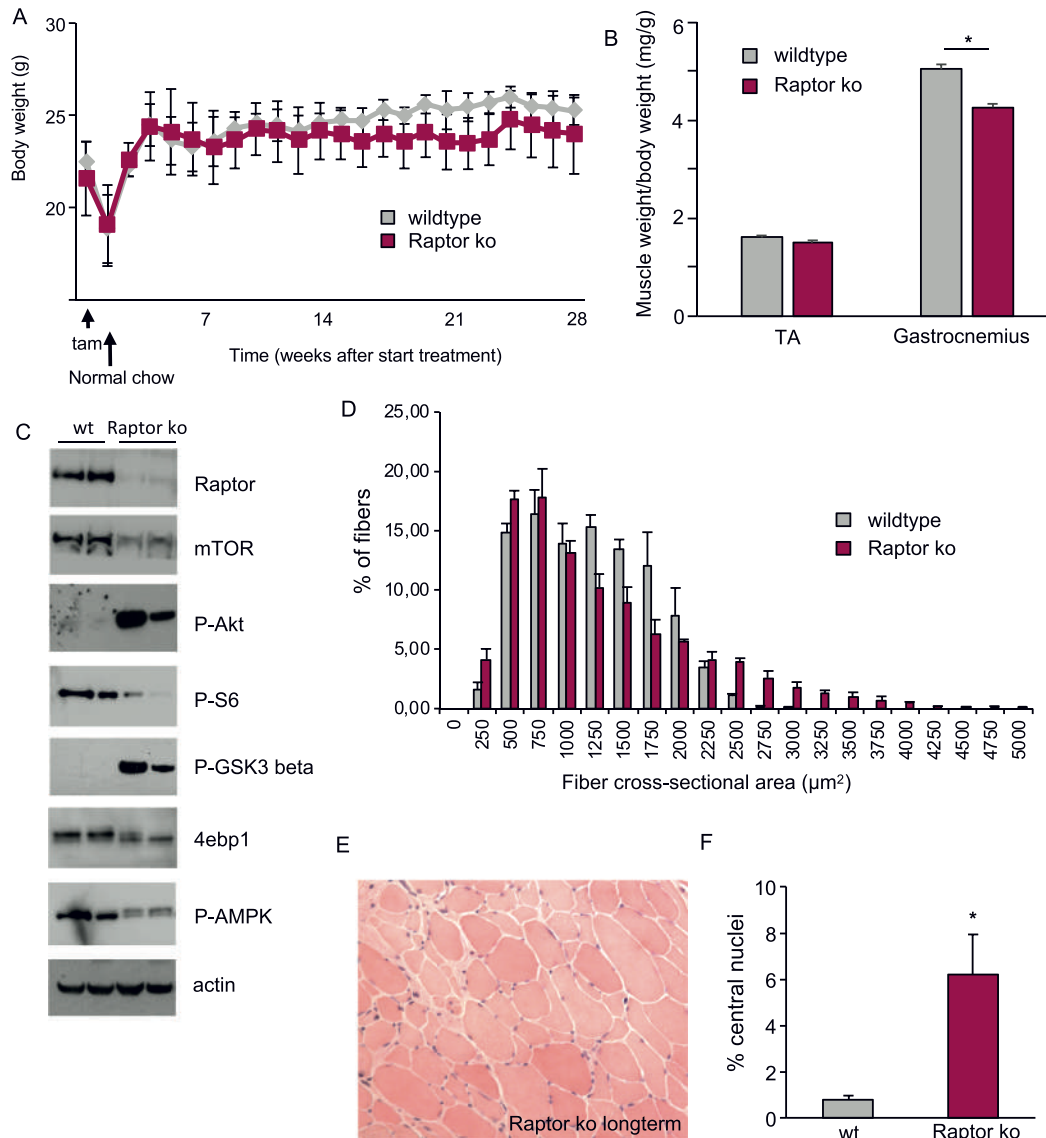 A
30
25
20
Body weight (g)
wildtype
Raptor ko
7
14
21
28
tam
Normal chow
Time (weeks after start treatment)
B
6
4
2
0
Muscle weight/body weight (mg/g)
wildtype
Raptor ko
*
TA
Gastrocnemius
C
wt
Raptor ko
Raptor
mTOR
P-Akt
P-S6
P-GSK3 beta
4ebp1
P-AMPK
actin
D
25,00
20,00
15,00
10,00
5,00
0,00
% of fibers
wildtype
Raptor ko
0
250
500
750
1000
1250
1500
1750
2000
2250
2500
2750
3000
3250
3500
3750
4000
4250
4500
4750
5000
Fiber cross-sectional area (µm²)
E
Raptor ko longterm
F
10
8
6
4
2
0
% central nuclei
*
wt
Raptor ko